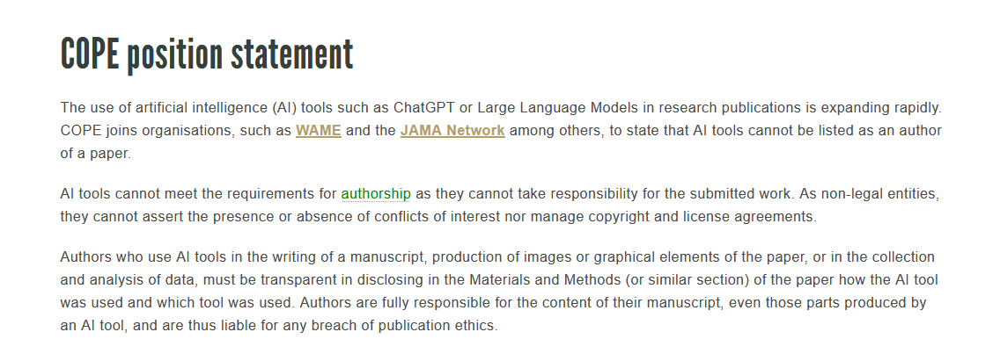 COPE position statement
The use of artificial intelligence (AI) tools such as ChatGPT or Large Language Models in research publications is expanding rapidly.
COPE joins organisations, such as WAME and the JAMA Network among others, to state that AI tools cannot be listed as an author
of a paper.
AI tools cannot meet the requirements for authorship as they cannot take responsibility for the submitted work. As non-legal entities,
they cannot assert the presence or absence of conflicts of interest nor manage copyright and license agreements.
Authors who use AI tools in the writing of a manuscript, production of images or graphical elements of the paper, or in the collection
and analysis of data, must be transparent in disclosing in the Materials and Methods (or similar section) of the paper how the AI tool
was used and which tool was used. Authors are fully responsible for the content of their manuscript, even those parts produced by
an AI tool, and are thus liable for any breach of publication ethics.